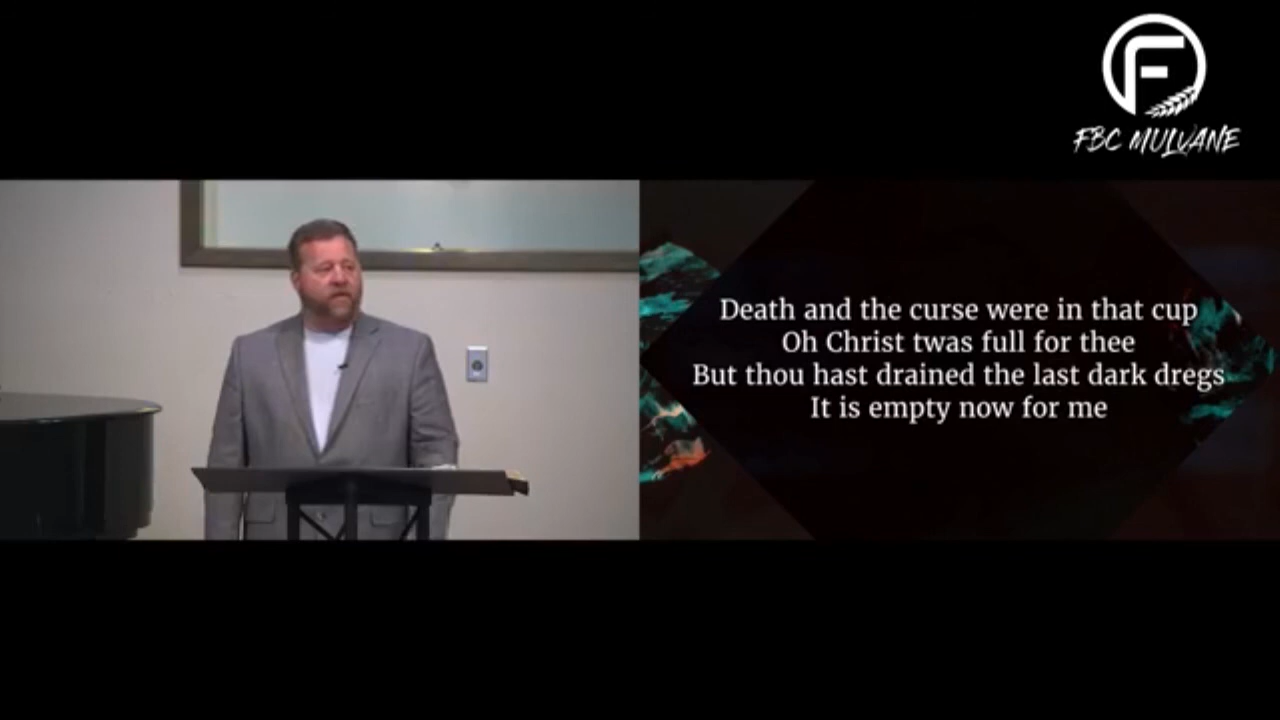 F
FBC MULVANE
Death and the curse were in that cup
Oh Christ twas full for thee
But thou hast drained the last dark dregs
It is empty now for me